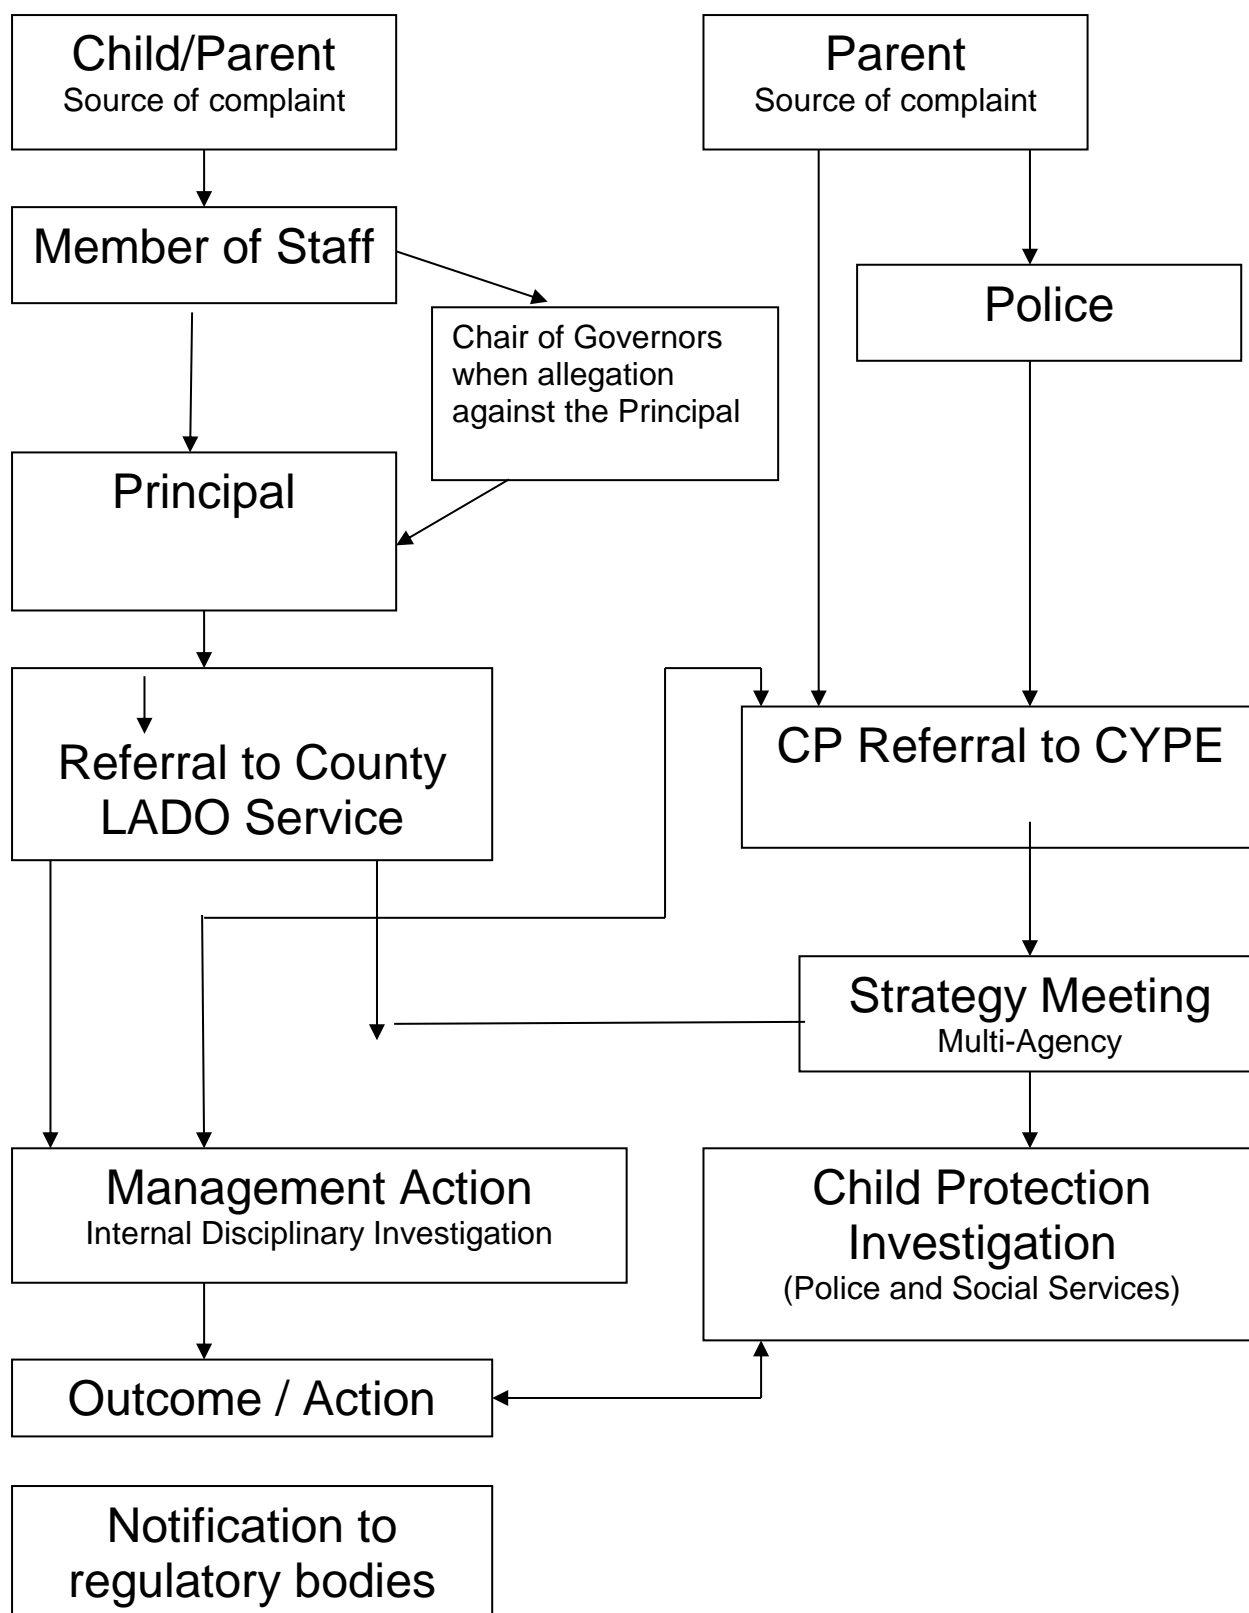 Child/Parent
Source of complaint
Parent
Source of complaint
Member of Staff
Police
Chair of Governors
when allegation
against the Principal
Principal
Referral to County
LADO Service
CP Referral to CYPE
Strategy Meeting
Multi-Agency
Management Action
Internal Disciplinary Investigation
Child Protection
Investigation
(Police and Social Services)
Outcome / Action
Notification to
regulatory bodies